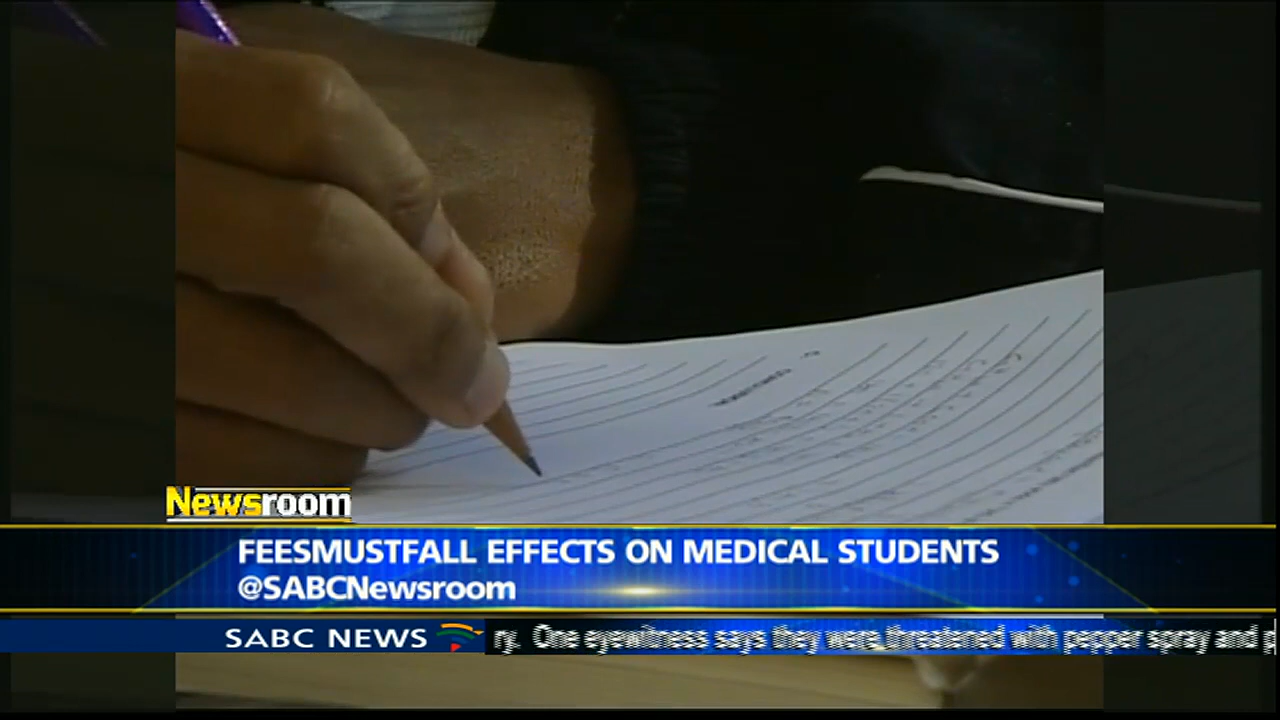 Newsroom
FEESMUSTFALL EFFECTS ON MEDICAL STUDENTS
@SABCNewsroom
SABC NEWS
ry. One eyewitness says they were threatened with pepper spray and p